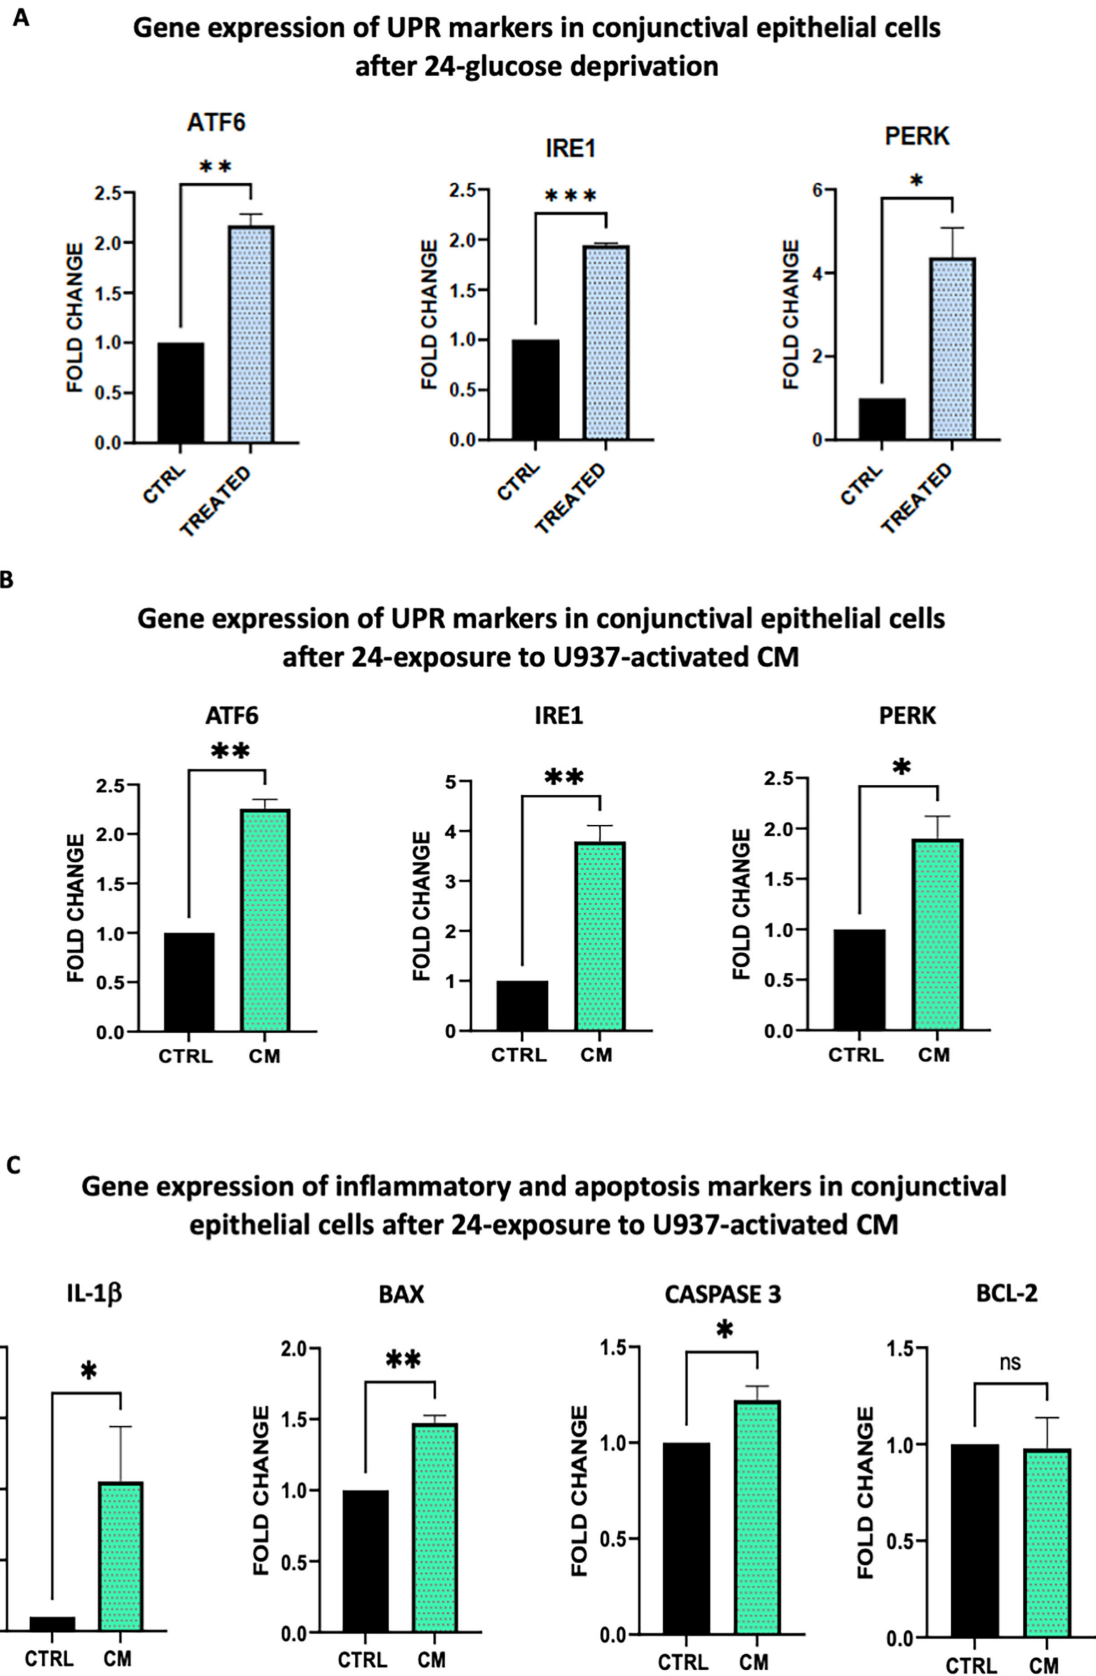 A
Gene expression of UPR markers in conjunctival epithelial cells
after 24-glucose deprivation
ATF6
**
FOLD CHANGE
2.5
2.0
1.5
1.0
0.5
0.0
CTRL
TREATED
IRE1
***
FOLD CHANGE
2.5
2.0
1.5
1.0
0.5
0.0
CTRL
TREATED
PERK
*
FOLD CHANGE
6
4
2
0
CTRL
TREATED
B
Gene expression of UPR markers in conjunctival epithelial cells
after 24-exposure to U937-activated CM
ATF6
**
FOLD CHANGE
2.5
2.0
1.5
1.0
0.5
0.0
CTRL CM
IRE1
**
FOLD CHANGE
5
4
3
2
1
0
CTRL CM
PERK
*
FOLD CHANGE
2.5
2.0
1.5
1.0
0.5
0.0
CTRL CM
C
Gene expression of inflammatory and apoptosis markers in conjunctival
epithelial cells after 24-exposure to U937-activated CM
IL-1β
*
CTRL CM
BAX
**
FOLD CHANGE
2.0
1.5
1.0
0.5
0.0
CTRL CM
CASPASE 3
*
FOLD CHANGE
1.5
1.0
0.5
0.0
CTRL CM
BCL-2
ns
FOLD CHANGE
1.5
1.0
0.5
0.0
CTRL CM